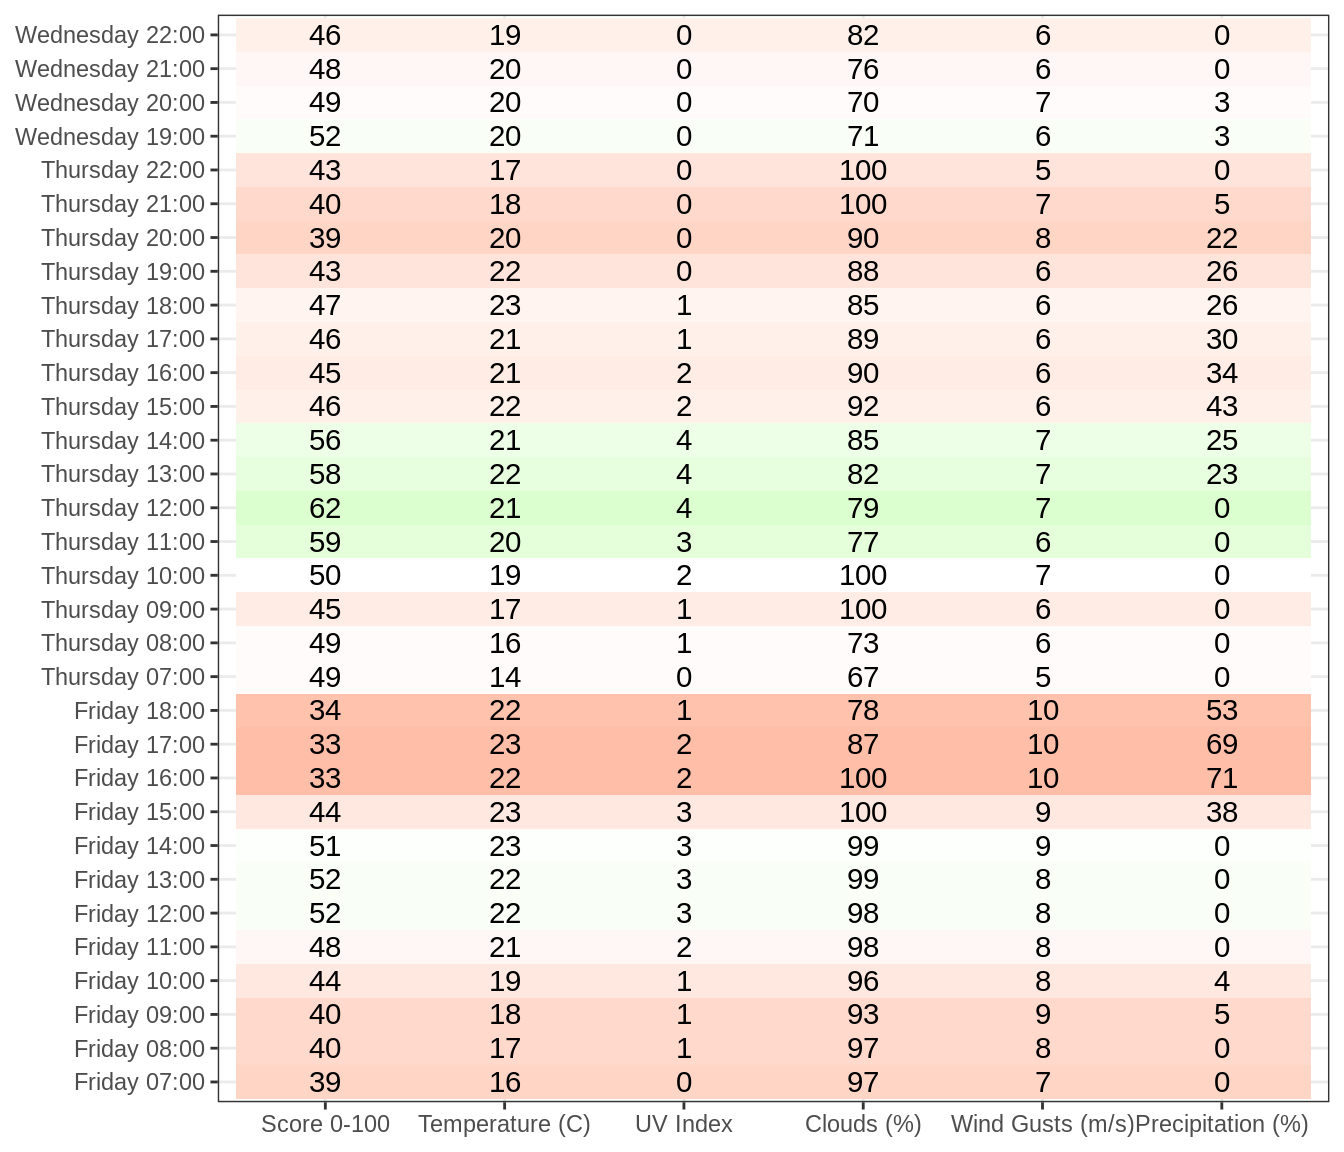 Wednesday 22:00 46 19 0 82 6 0
Wednesday 21:00 48 20 0 76 6 0
Wednesday 20:00 49 20 0 70 7 3
Wednesday 19:00 52 20 0 71 6 3
Thursday 22:00 43 17 0 100 5 0
Thursday 21:00 40 18 0 100 7 5
Thursday 20:00 39 20 0 90 8 22
Thursday 19:00 43 22 0 88 6 26
Thursday 18:00 47 23 1 85 6 26
Thursday 17:00 46 21 1 89 6 30
Thursday 16:00 45 21 2 90 6 34
Thursday 15:00 46 22 2 92 6 43
Thursday 14:00 56 21 4 85 7 25
Thursday 13:00 58 22 4 82 7 23
Thursday 12:00 62 21 4 79 7 0
Thursday 11:00 59 20 3 77 6 0
Thursday 10:00 50 19 2 100 7 0
Thursday 09:00 45 17 1 100 6 0
Thursday 08:00 49 16 1 73 6 0
Thursday 07:00 49 14 0 67 5 0
Friday 18:00 34 22 1 78 10 53
Friday 17:00 33 23 2 87 10 69
Friday 16:00 33 22 2 100 10 71
Friday 15:00 44 23 3 100 9 38
Friday 14:00 51 23 3 99 9 0
Friday 13:00 52 22 3 99 8 0
Friday 12:00 52 22 3 98 8 0
Friday 11:00 48 21 2 98 8 0
Friday 10:00 44 19 1 96 8 4
Friday 09:00 40 18 1 93 9 5
Friday 08:00 40 17 1 97 8 0
Friday 07:00 39 16 0 97 7 0
Score 0-100 Temperature (C) UV Index Clouds (%) Wind Gusts (m/s) Precipitation (%)